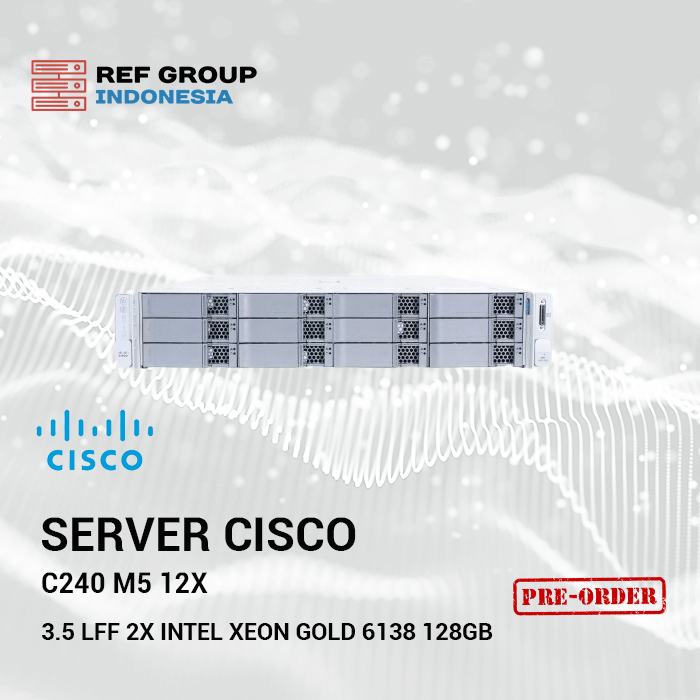 REF GROUP
INDONESIA
CISCO
SERVER CISCO
C240 M5 12X
PRE-ORDER
3.5 LFF 2X INTEL XEON GOLD 6138 128GB